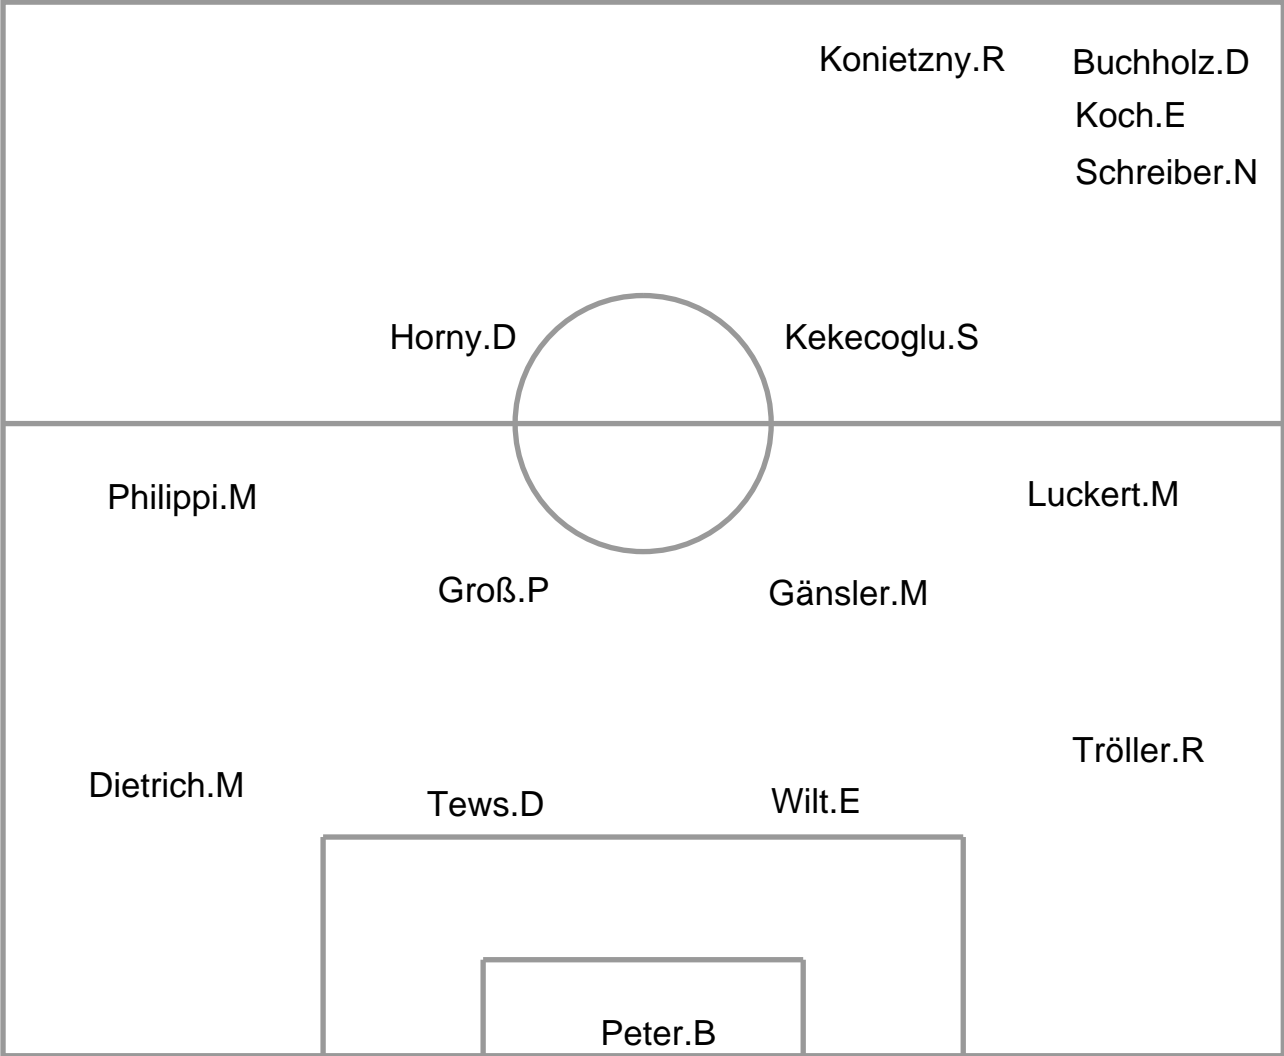 Konietzny.R
Buchholz.D
Koch.E
Schreiber.N
Horny.D
Kekecoglu.S
Philippi.M
Luckert.M
Groß.P
Gänsler.M
Dietrich.M
Tews.D
Wilt.E
Tröller.R
Peter.B